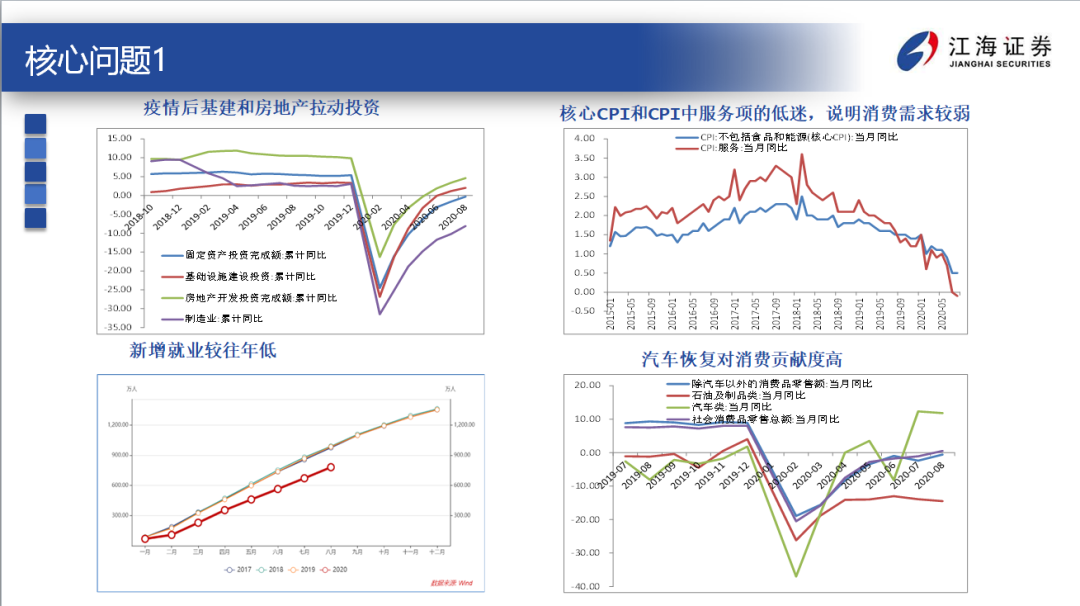 核心问题1
江海证券
JIANGHAI SECURITIES
疫情后基建和房地产拉动投资
15.00
10.00
5.00
0.00
-5.00
-10.00
-15.00
-20.00
-25.00
-30.00
-35.00
2018-10
2018-12
2019-02
2019-04
2019-06
2019-08
2019-10
2019-12
2020-02
2020-04
2020-06
2020-08
固定资产投资完成额:累计同比
基础设施建设投资:累计同比
房地产开发投资完成额:累计同比
制造业:累计同比
核心CPI和CPI中服务项的低迷，说明消费需求较弱
CPI:不包括食品和能源(核心CPI):当月同比
CPI:服务:当月同比
4.00
3.50
3.00
2.50
2.00
1.50
1.00
0.50
0.00
-0.50
2015-01
2015-05
2015-09
2016-01
2016-05
2016-09
2017-01
2017-05
2017-09
2018-01
2018-05
2018-09
2019-01
2019-05
2019-09
2020-01
2020-05
新增就业较往年低
万人
万人
1,200.00
900.00
600.00
300.00
1,200.00
900.00
600.00
300.00
一月
二月
三月
四月
五月
六月
七月
八月
九月
十月
十一月
十二月
2017
2018
2019
2020
数据来源: Wind
汽车恢复对消费贡献度高
除汽车以外的消费品零售额:当月同比
石油及制品类:当月同比
汽车类:当月同比
社会消费品零售总额:当月同比
20.00
10.00
0.00
-10.00
-20.00
-30.00
-40.00
2019-07
2019-08
2019-09
2019-10
2019-11
2019-12
2020-01
2020-02
2020-03
2020-04
2020-05
2020-06
2020-07
2020-08